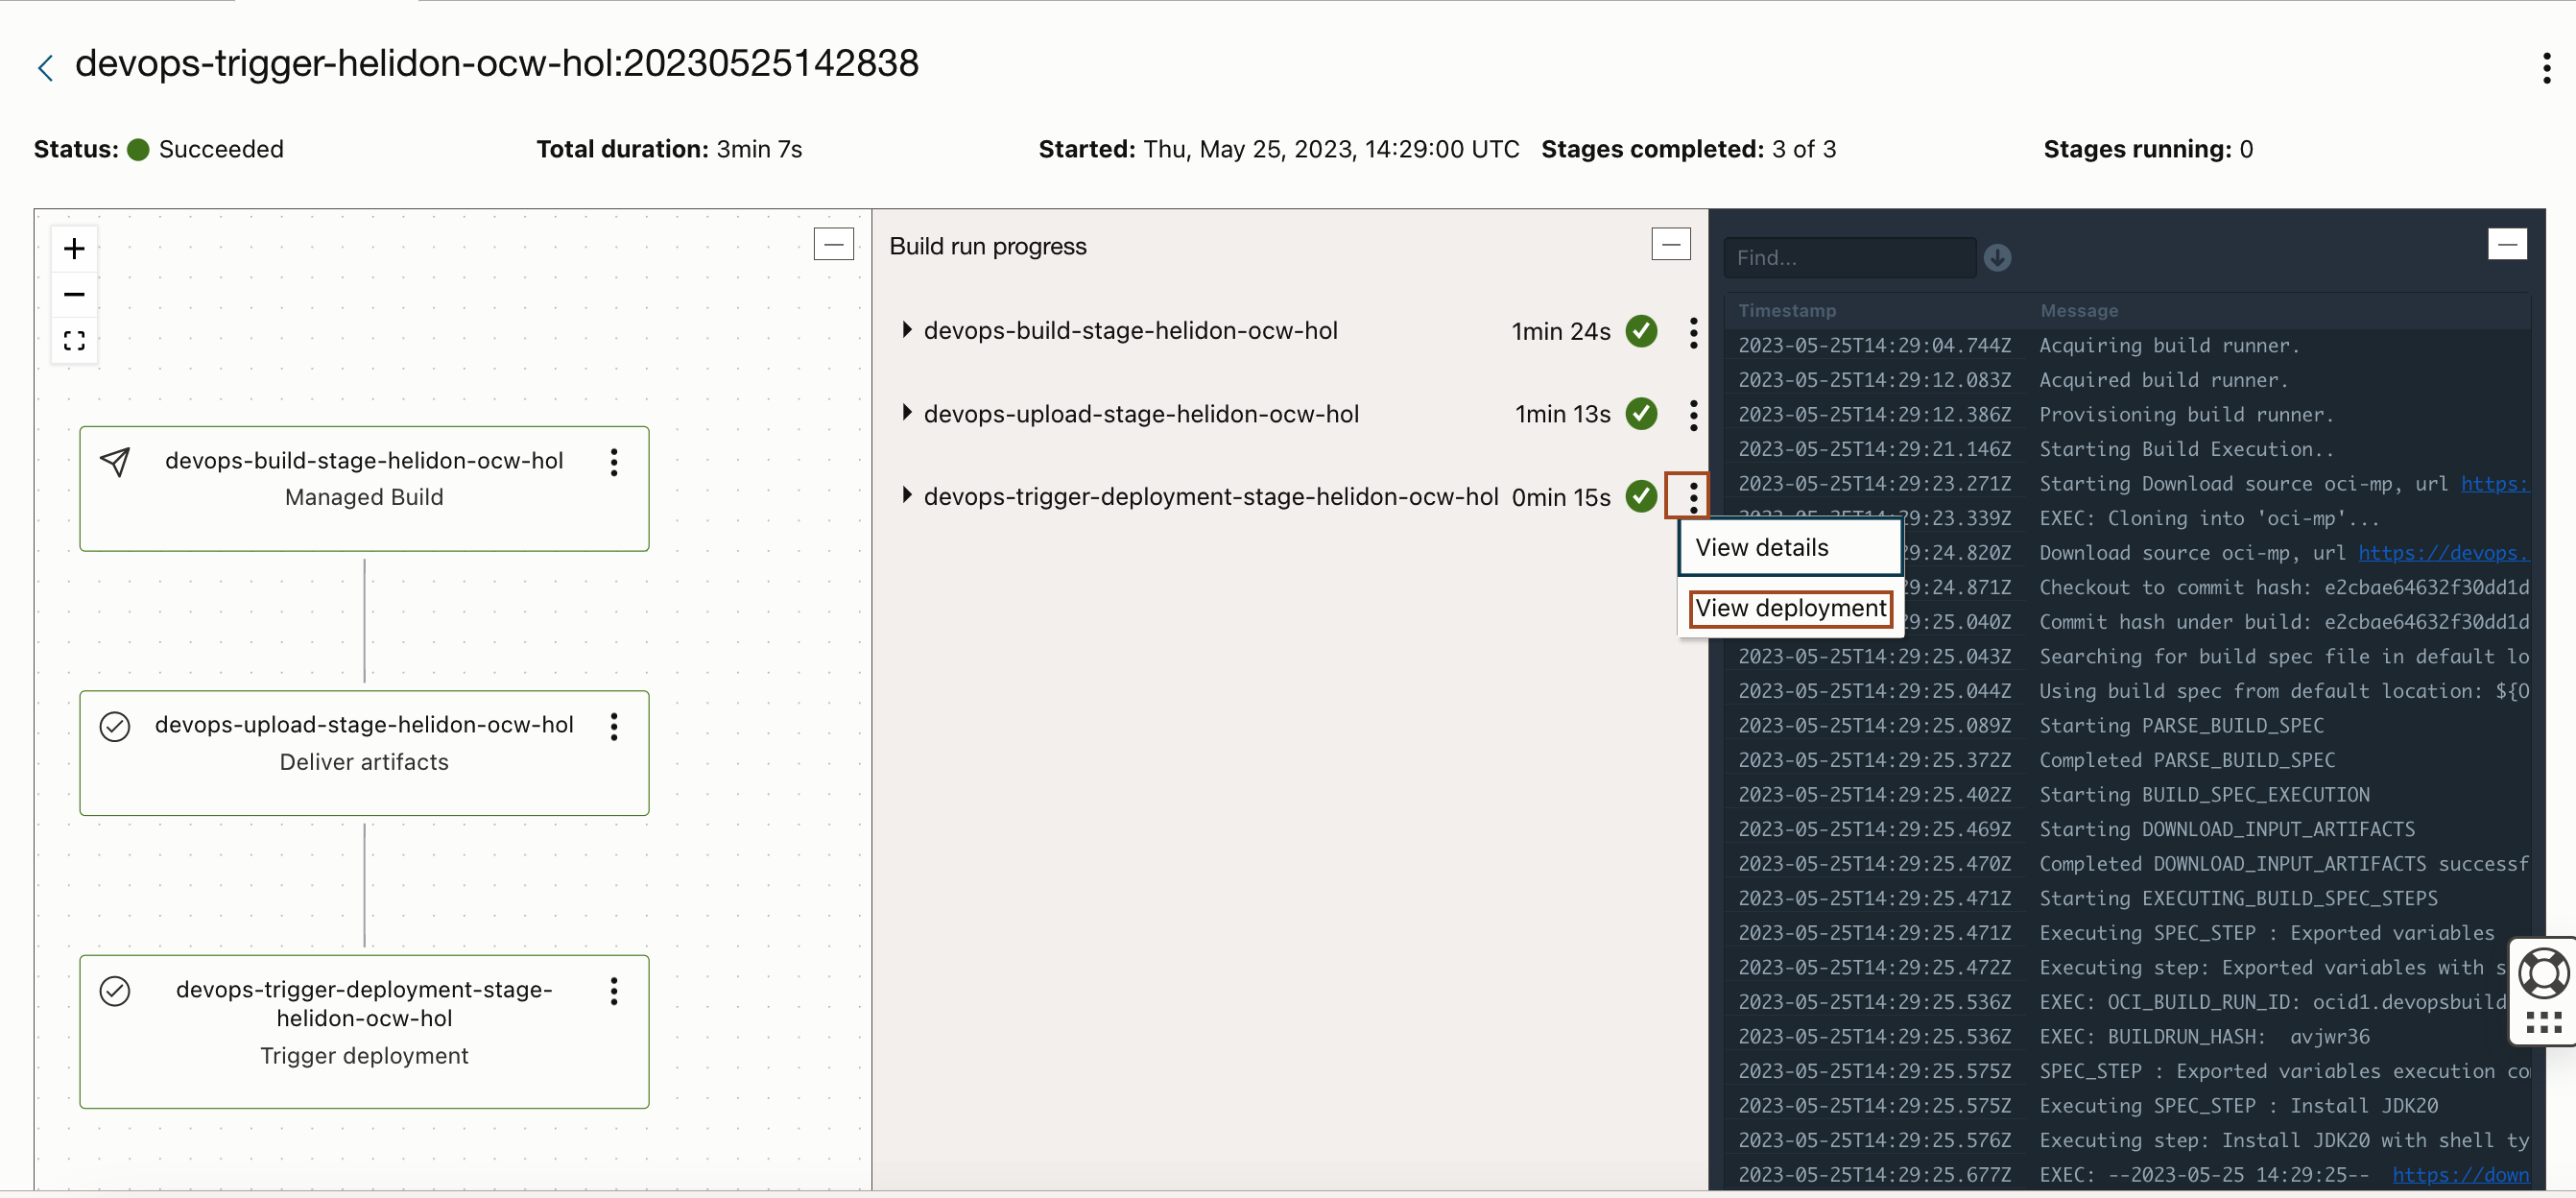 devops-trigger-helidon-ocw-hol:20230525142838
Status: Succeeded
Total duration: 3min 7s
Started: Thu, May 25, 2023, 14:29:00 UTC
Stages completed: 3 of 3
Stages running: 0
devops-build-stage-helidon-ocw-hol
Managed Build
devops-upload-stage-helidon-ocw-hol
Deliver artifacts
devops-trigger-deployment-stage-
helidon-ocw-hol
Trigger deployment
Build run progress
devops-build-stage-helidon-ocw-hol 1min 24s
devops-upload-stage-helidon-ocw-hol 1min 13s
devops-trigger-deployment-stage-helidon-ocw-hol 0min 15s
View details
View deployment
Find...
Timestamp Message
2023-05-25T14:29:04.744Z Acquiring build runner.
2023-05-25T14:29:12.083Z Acquired build runner.
2023-05-25T14:29:12.386Z Provisioning build runner.
2023-05-25T14:29:21.146Z Starting Build Execution..
2023-05-25T14:29:23.271Z Starting Download source oci-mp, url https:
9:23.339Z EXEC: Cloning into 'oci-mp'...
9:24.820Z Download source oci-mp, url https://devops.
9:24.871Z Checkout to commit hash: e2cbae64632f30dd1d
9:25.040Z Commit hash under build: e2cbae64632f30dd1d
2023-05-25T14:29:25.043Z Searching for build spec file in default lo
2023-05-25T14:29:25.044Z Using build spec from default location: ${O
2023-05-25T14:29:25.089Z Starting PARSE_BUILD_SPEC
2023-05-25T14:29:25.372Z Completed PARSE_BUILD_SPEC
2023-05-25T14:29:25.402Z Starting BUILD_SPEC_EXECUTION
2023-05-25T14:29:25.469Z Starting DOWNLOAD_INPUT_ARTIFACTS
2023-05-25T14:29:25.470Z Completed DOWNLOAD_INPUT_ARTIFACTS successf
2023-05-25T14:29:25.471Z Starting EXECUTING_BUILD_SPEC_STEPS
2023-05-25T14:29:25.471Z Executing SPEC_STEP : Exported variables
2023-05-25T14:29:25.472Z Executing step: Exported variables with s
2023-05-25T14:29:25.536Z EXEC: OCI_BUILD_RUN_ID: ocid1.devopsbuild
2023-05-25T14:29:25.536Z EXEC: BUILDRUN_HASH: avjwr36
2023-05-25T14:29:25.575Z SPEC_STEP : Exported variables execution co
2023-05-25T14:29:25.575Z Executing SPEC_STEP : Install JDK20
2023-05-25T14:29:25.576Z Executing step: Install JDK20 with shell ty
2023-05-25T14:29:25.677Z EXEC: --2023-05-25 14:29:25-- https://down